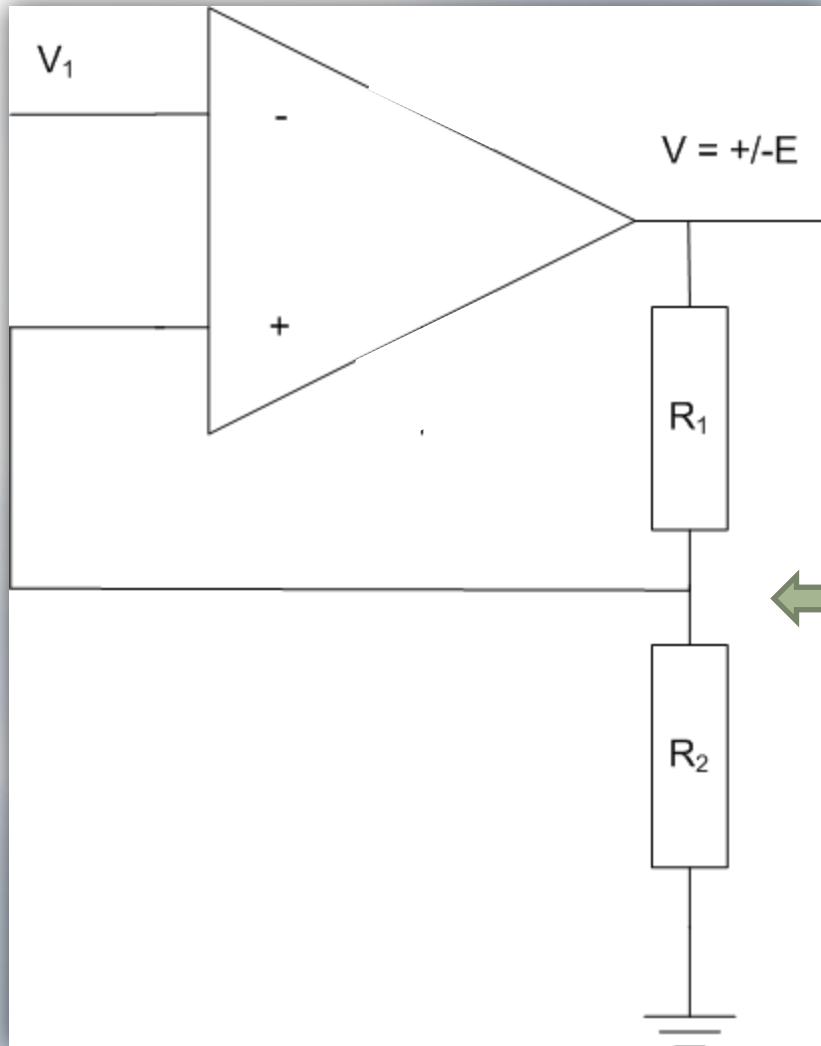 V₁
-
V = +/-E
+
R₁
R₂